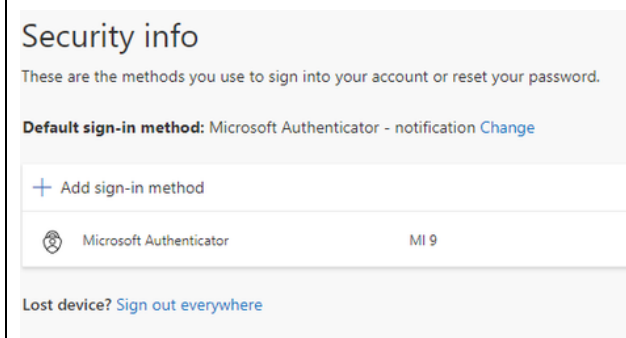 Security info
These are the methods you use to sign into your account or reset your password.
Default sign-in method: Microsoft Authenticator - notification Change
+ Add sign-in method
Microsoft Authenticator MI 9
Lost device? Sign out everywhere